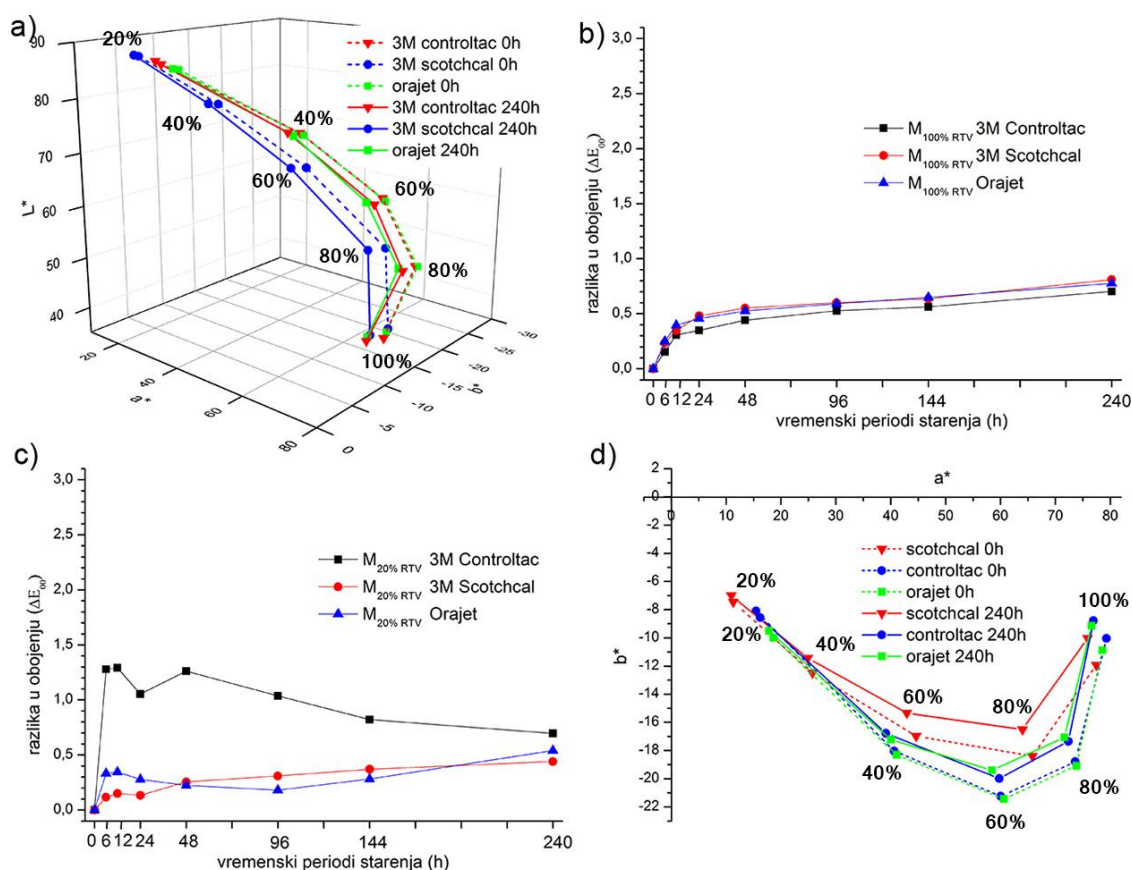 a)
90
80
70
60
50
40
L*
20
40
60
80
a*
0
-5
-10
-15
-20
-25
-30
b*
20%
40%
60%
80%
40%
60%
80%
100%
3M controltac 0h
3M scotchcal 0h
orajet 0h
3M controltac 240h
3M scotchcal 240h
orajet 240h
b)
3,0
2,5
2,0
1,5
1,0
0,5
0,0
razlika u obojenju (ΔE₀₀)
M100% RTV 3M Controltac
M100% RTV 3M Scotchcal
M100% RTV Orajet
0 6 12 24 48 96 144 240
vremenski periodi starenja (h)
c)
3,0
2,5
2,0
1,5
1,0
0,5
0,0
razlika u obojenju (ΔE₀₀)
M20% RTV 3M Controltac
M20% RTV 3M Scotchcal
M20% RTV Orajet
0 6 12 24 48 96 144 240
vremenski periodi starenja (h)
d)
a*
2
0
-2
-4
-6
-8
-10
-12
-14
-16
-18
-20
-22
b*
0 10 20 30 40 50 60 70 80
scotchcal 0h
controltac 0h
orajet 0h
scotchcal 240h
controltac 240h
orajet 240h
20%
20%
40%
60%
80%
100%
40%
60%
80%